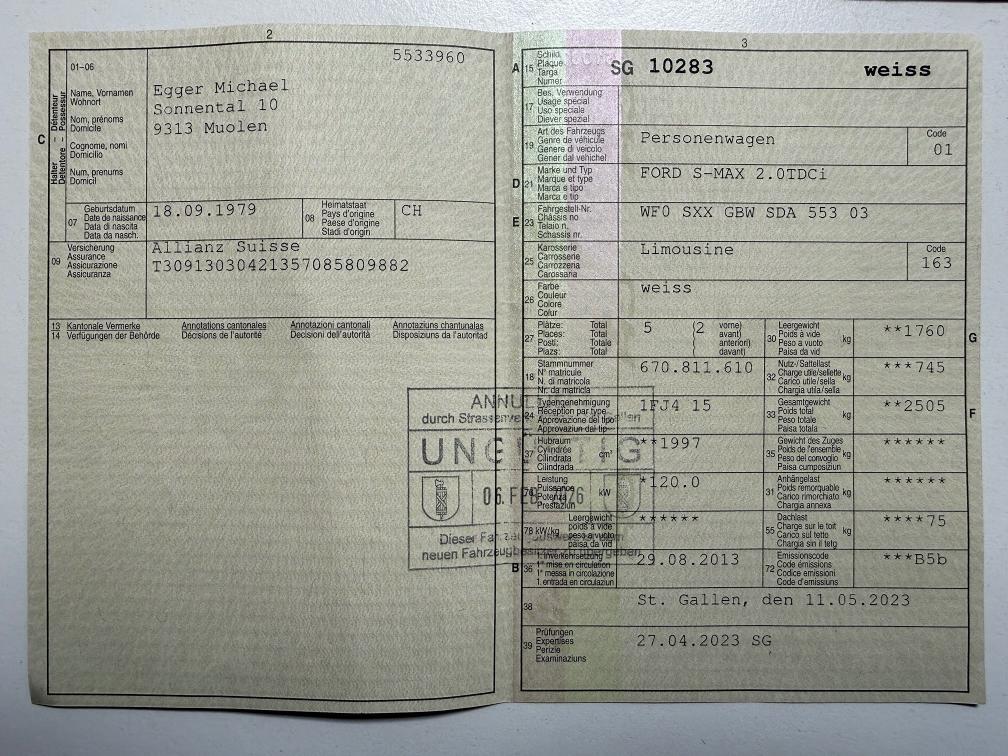 2
5533960
C
Halter – Détenteur
Detentore – Possessur
01–06
Name, Vornamen
Wohnort
Nom, prénoms
Domicile
Cognome, nomi
Domicilio
Num, prenums
Domicil
Egger Michael
Sonnental 10
9313 Muolen
07
Geburtsdatum
Date de naissance
Data di nascita
Data da nasch.
18.09.1979
08
Heimatstaat
Pays d'origine
Paese d'origine
Stadi d'origin
CH
09
Versicherung
Assurance
Assicurazione
Assicuranza
Allianz Suisse
T30913030421357085809882
13 Kantonale Vermerke Annotations cantonales Annotazioni cantonali Annotaziuns chantunalas
14 Verfügungen der Behörde Décisions de l'autorité Decisioni dell'autorità Disposiziuns da l'autoritad
ANNU
durch Strassenver
UNG TIG
06. FEB
Dieser
neuen Fahrzeugbesitzer zu übergeben
3
A 15
Schild
Plaque
Targa
Numer
SG 10283 weiss
17
Bes. Verwendung
Usage spécial
Uso speciale
Diever spezial
19
Art des Fahrzeugs
Genre de véhicule
Genere di veicolo
Gener dal vehichel
Personenwagen
Code
01
D 21
Marke und Typ
Marque et type
Marca e tipo
Marca e tip
FORD S-MAX 2.0TDCi
E 23
Fahrgestell-Nr.
Châssis no
Telaio n.
Schassis nr.
WF0 SXX GBW SDA 553 03
25
Karosserie
Carrosserie
Carrozzeria
Carossaria
Limousine
Code
163
26
Farbe
Couleur
Colore
Colur
weiss
27
Plätze: Total
Places: Total
Posti: Totale
Plazs: Total
5 (2 vorne)
( avant)
( anteriori)
( davant)
30
Leergewicht
Poids à vide
Peso a vuoto
Paisa da vid
kg
**1760
G
18
Stammnummer
N° matricule
N. di matricola
Nr. da matricla
670.811.610
32
Nutz-/Sattellast
Charge utile/sellette
Carico utile/sella
Chargia utila/sella
kg
***745
24
Typengenehmigung
Réception par type
Approvazione del tipo
Approvaziun dal tip
1FJ4 15
33
Gesamtgewicht
Poids total
Peso totale
Paisa totala
kg
**2505
F
37
Hubraum
Cylindrée
Cilindrata
Cilindrada
cm³
**1997
35
Gewicht des Zuges
Poids de l'ensemble
Peso del convoglio
Paisa cumposiziun
kg
******
76
Leistung
Puissance
Potenza
Prestaziun
kW
*120.0
31
Anhängelast
Poids remorquable
Carico rimorchiato
Chargia annexa
kg
******
78 kW/kg
Leergewicht
poids à vide
peso a vuoto
paisa da vid
******
55
Dachlast
Charge sur le toit
Carico sul tetto
Chargia sin il tetg
kg
****75
B 36
1. Inverkehrsetzung
1re mise en circulation
1a messa in circolazione
1. entrada en circulaziun
29.08.2013
72
Emissionscode
Code émissions
Codice emissioni
Code d'emissiuns
***B5b
38
St. Gallen, den 11.05.2023
39
Prüfungen
Expertises
Perizie
Examinaziuns
27.04.2023 SG